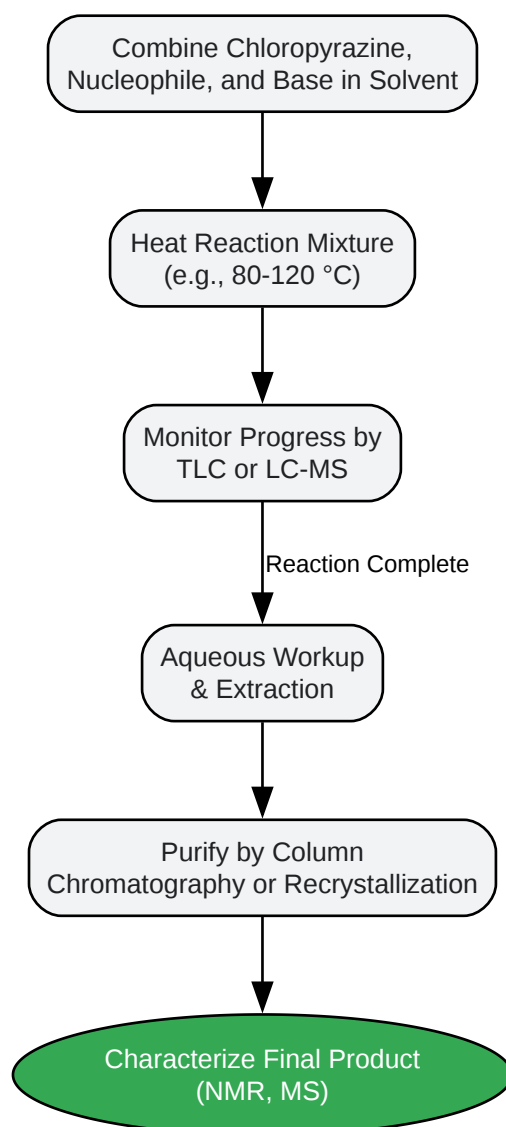 Combine Chloropyrazine,
Nucleophile, and Base in Solvent
Heat Reaction Mixture
(e.g., 80-120 °C)
Monitor Progress by
TLC or LC-MS
Reaction Complete
Aqueous Workup
& Extraction
Purify by Column
Chromatography or Recrystallization
Characterize Final Product
(NMR, MS)